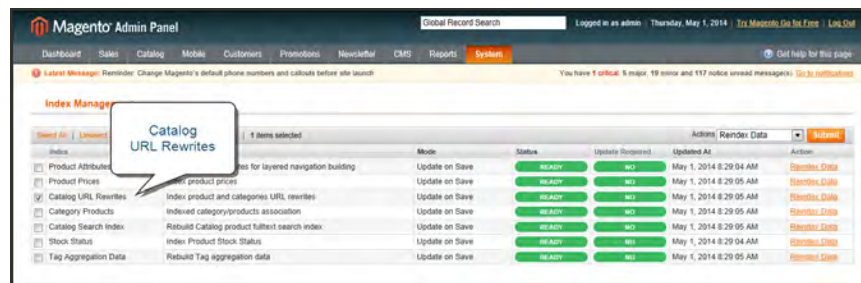 Magento Admin Panel
Global Record Search
Logged in as admin | Thursday, May 1, 2014 | Try Magento Go for Free | Log Out
Dashboard Sales Catalog Mobile Customers Promotions Newsletter CMS Reports System
Get help for this page
Latest Message: Reminder: Change Magento's default phone numbers and callouts before site launch
You have 1 critical, 5 major, 19 minor and 117 notice unread message(s). Go to notifications
Index Manage
Catalog
URL Rewrites
Select All | | 1 items selected
Actions Reindex Data Submit
Index Mode Status Update Required Updated At Action
Product Attributes tes for layered navigation building Update on Save READY NO May 1, 2014 8:29:04 AM Reindex Data
Product Prices Index product prices Update on Save READY NO May 1, 2014 8:29:05 AM Reindex Data
Catalog URL Rewrites Index product and categories URL rewrites Update on Save READY NO May 1, 2014 8:29:05 AM Reindex Data
Category Products Indexed category/products association Update on Save READY NO May 1, 2014 8:29:05 AM Reindex Data
Catalog Search Index Rebuild Catalog product fulltext search index Update on Save READY NO May 1, 2014 8:29:05 AM Reindex Data
Stock Status Index Product Stock Status Update on Save READY NO May 1, 2014 8:29:04 AM Reindex Data
Tag Aggregation Data Rebuild Tag aggregation data Update on Save READY NO May 1, 2014 8:29:05 AM Reindex Data